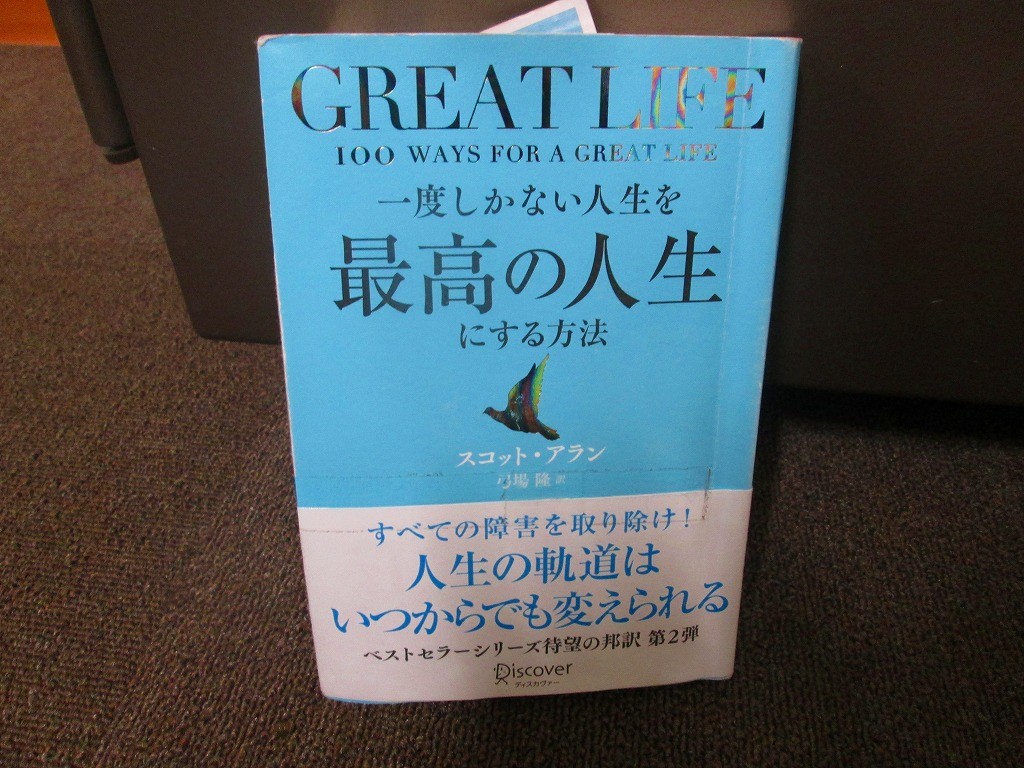 GREAT LIFE
100 WAYS FOR A GREAT LIFE
一度しかない人生を
最高の人生
にする方法
スコット・アラン
弓場 隆 訳
すべての障害を取り除け!
人生の軌道は
いつからでも変えられる
ベストセラーシリーズ待望の邦訳 第2弾
Discover
ディスカヴァー